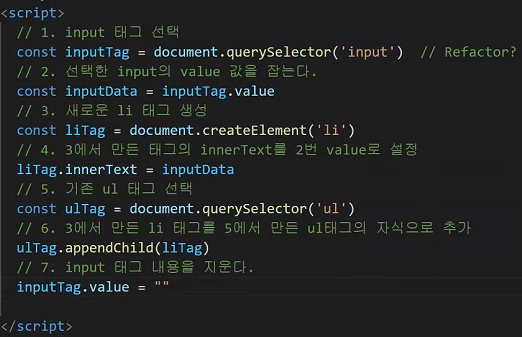 <script>
// 1. input 태그 선택
const inputTag = document.querySelector('input')  // Refactor?
// 2. 선택한 input의 value 값을 잡는다.
const inputData = inputTag.value
// 3. 새로운 li 태그 생성
const liTag = document.createElement('li')
// 4. 3에서 만든 태그의 innerText를 2번 value로 설정
liTag.innerText = inputData
// 5. 기존 ul 태그 선택
const ulTag = document.querySelector('ul')
// 6. 3에서 만든 li 태그를 5에서 만든 ul태그의 자식으로 추가
ulTag.appendChild(liTag)
// 7. input 태그 내용을 지운다.
inputTag.value = ""
</script>